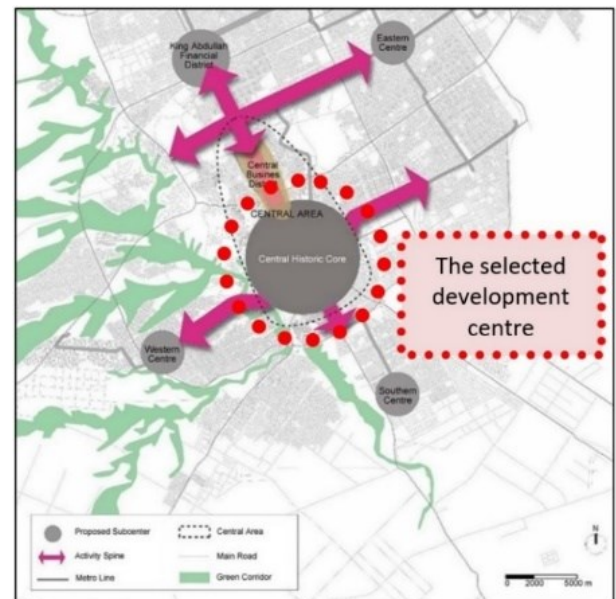 King Abdullah
Financial
District
Eastern
Centre
Central
Busines
Distri
CENTRAL AREA
Central Historic Core
The selected
development
centre
Western
Centre
Southern
Centre
Proposed Subcenter
Central Area
Activity Spine
Main Road
Metro Line
Green Corridor
N
0 2000 5000 m